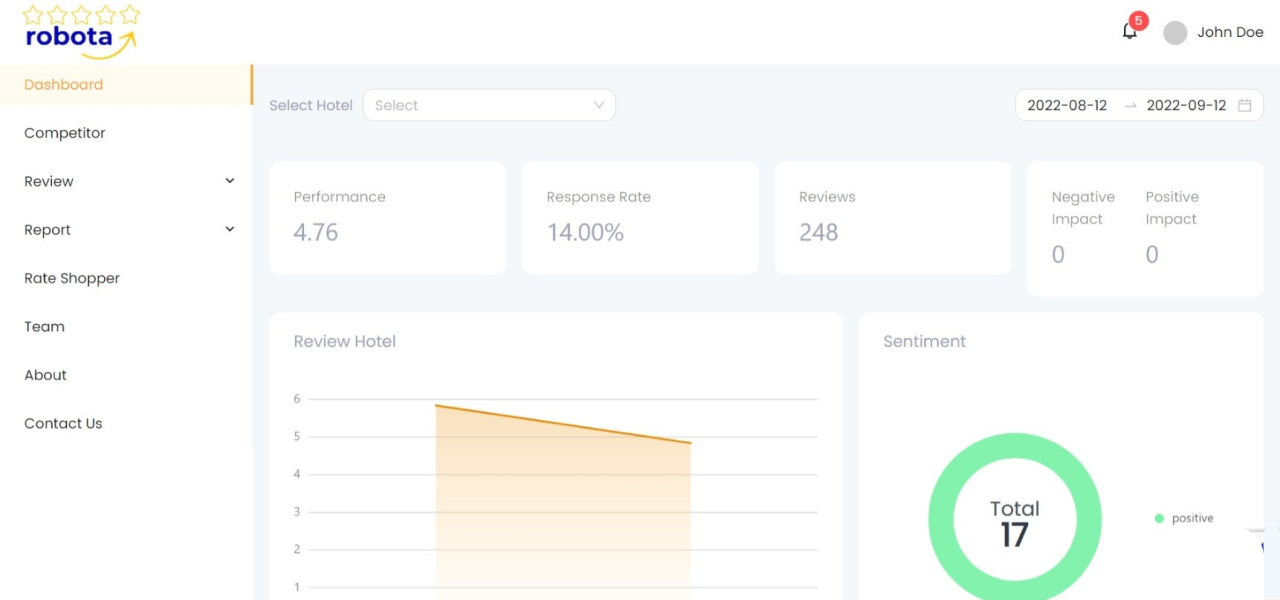 robota
5
John Doe
Dashboard
Competitor
Review
Report
Rate Shopper
Team
About
Contact Us
Select Hotel
Select
2022-08-12 → 2022-09-12
Performance
4.76
Response Rate
14.00%
Reviews
248
Negative Impact
0
Positive Impact
0
Review Hotel
6
5
4
3
2
1
Sentiment
Total
17
positive